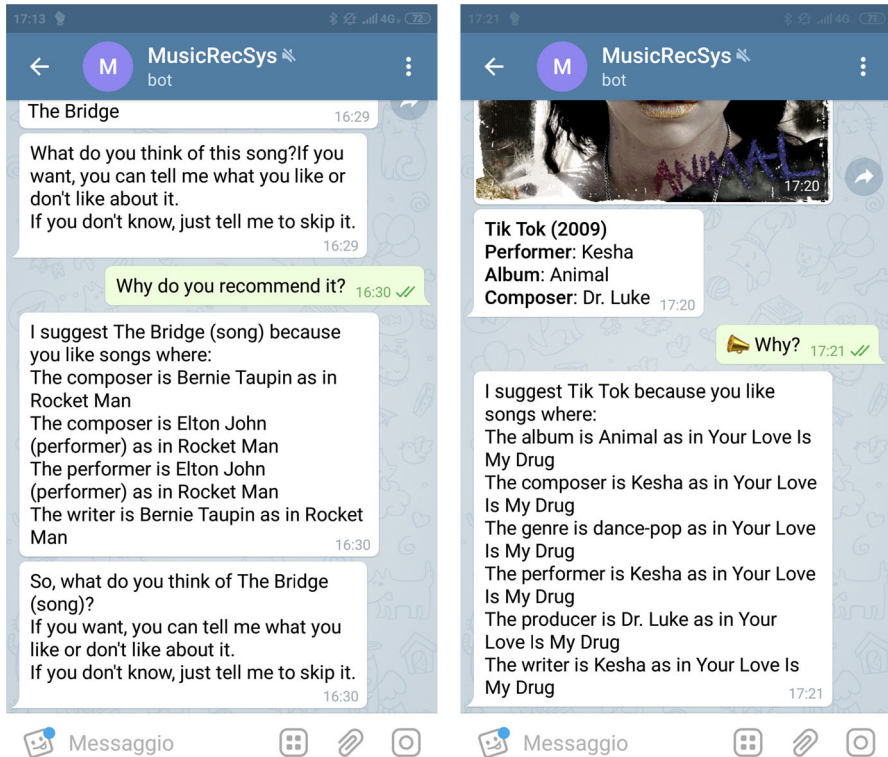 17:13
4G
72
M
MusicRecSys
bot
The Bridge
16:29
What do you think of this song?If you
want, you can tell me what you like or
don't like about it.
If you don't know, just tell me to skip it.
16:29
Why do you recommend it? 16:30
I suggest The Bridge (song) because
you like songs where:
The composer is Bernie Taupin as in
Rocket Man
The composer is Elton John
(performer) as in Rocket Man
The performer is Elton John
(performer) as in Rocket Man
The writer is Bernie Taupin as in Rocket
Man
16:30
So, what do you think of The Bridge
(song)?
If you want, you can tell me what you
like or don't like about it.
If you don't know, just tell me to skip it.
16:30
Messaggio
17:21
4G
71
M
MusicRecSys
bot
ANIMAL
17:20
Tik Tok (2009)
Performer: Kesha
Album: Animal
Composer: Dr. Luke 17:20
Why? 17:21
I suggest Tik Tok because you like
songs where:
The album is Animal as in Your Love Is
My Drug
The composer is Kesha as in Your Love
Is My Drug
The genre is dance-pop as in Your Love
Is My Drug
The performer is Kesha as in Your Love
Is My Drug
The producer is Dr. Luke as in Your
Love Is My Drug
The writer is Kesha as in Your Love Is
My Drug
17:21
Messaggio